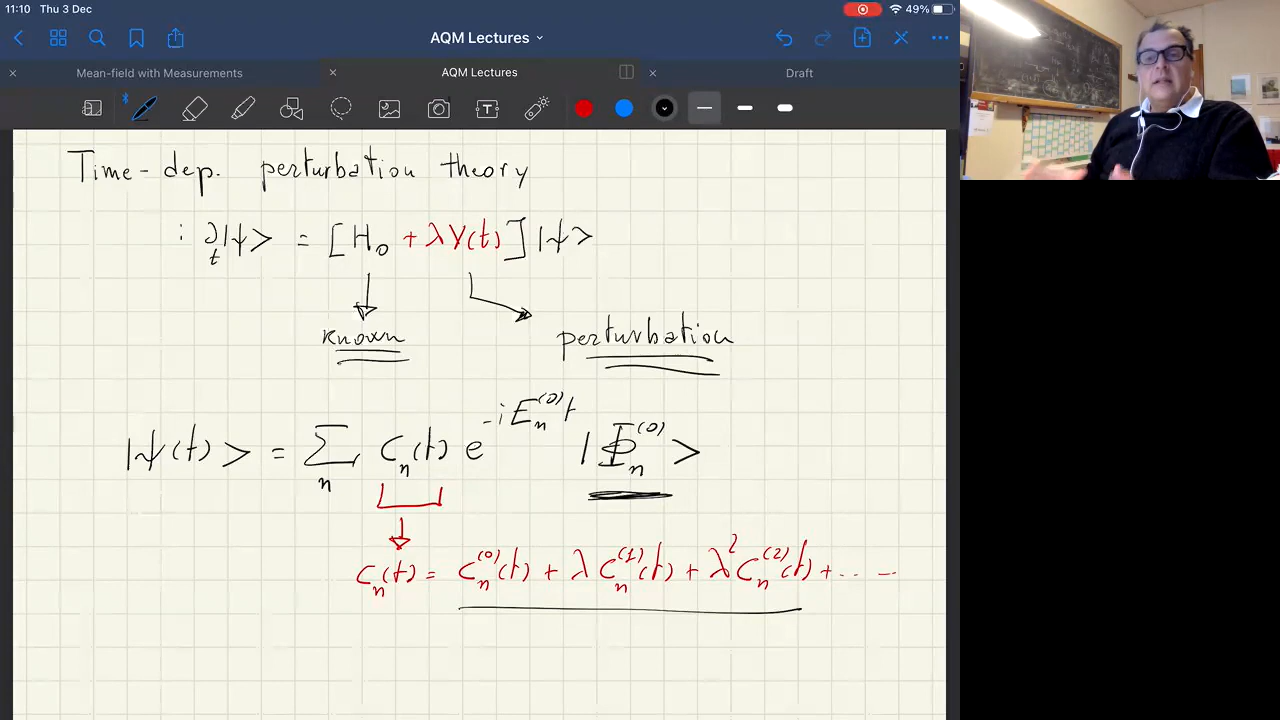 11:10 Thu 3 Dec 49%
AQM Lectures
Mean-field with Measurements AQM Lectures Draft
Time-dep. perturbation theory
i ∂_t|ψ> = [H_0 + λV(t)]|ψ>
known
perturbation
|ψ(t)> = Σ_n C_n(t) e^{-iE_n^{(0)}t} |Φ_n^{(0)}>
C_n(t) = C_n^{(0)}(t) + λ C_n^{(1)}(t) + λ^2 C_n^{(2)}(t) + ...